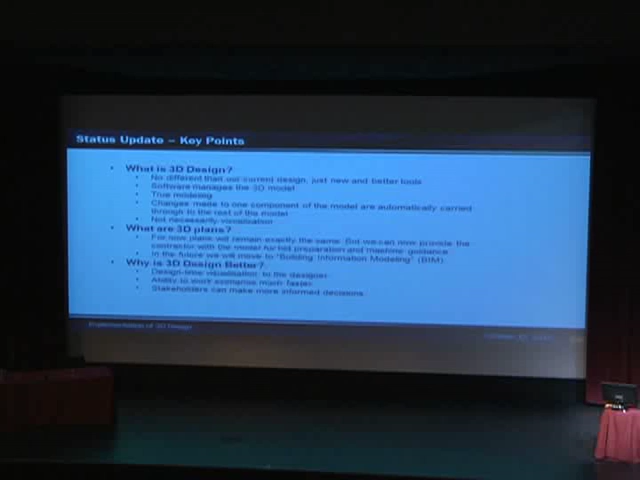 Status Update – Key Points
• What is 3D Design?
• No different than our current design, just new and better tools
• Software manages the 3D model
• True modeling
• Changes made to one component of the model are automatically carried
through to the rest of the model
• Not necessarily visualization
• What are 3D plans?
• For now plans will remain exactly the same. But we can now provide the
contractor with the model for bid preparation and machine guidance.
• In the future we will move to "Building Information Modeling" (BIM)
• Why is 3D Design Better?
• Design-time visualization to the designer
• Ability to work scenarios much faster
• Stakeholders can make more informed decisions
Implementation of 3D Design